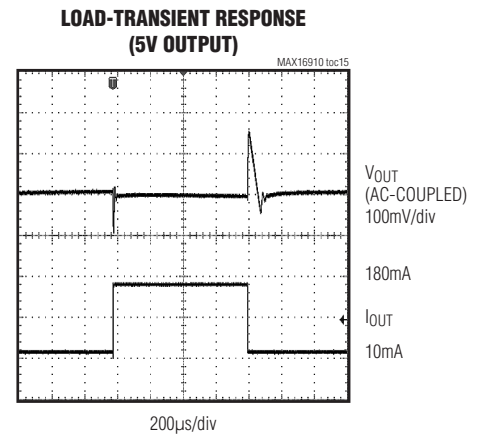 LOAD-TRANSIENT RESPONSE
(5V OUTPUT)
MAX16910 toc15
VOUT
(AC-COUPLED)
100mV/div
180mA
IOUT
10mA
200µs/div